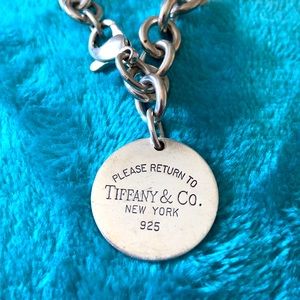 PLEASE RETURN TO
TIFFANY & CO.
NEW YORK
925